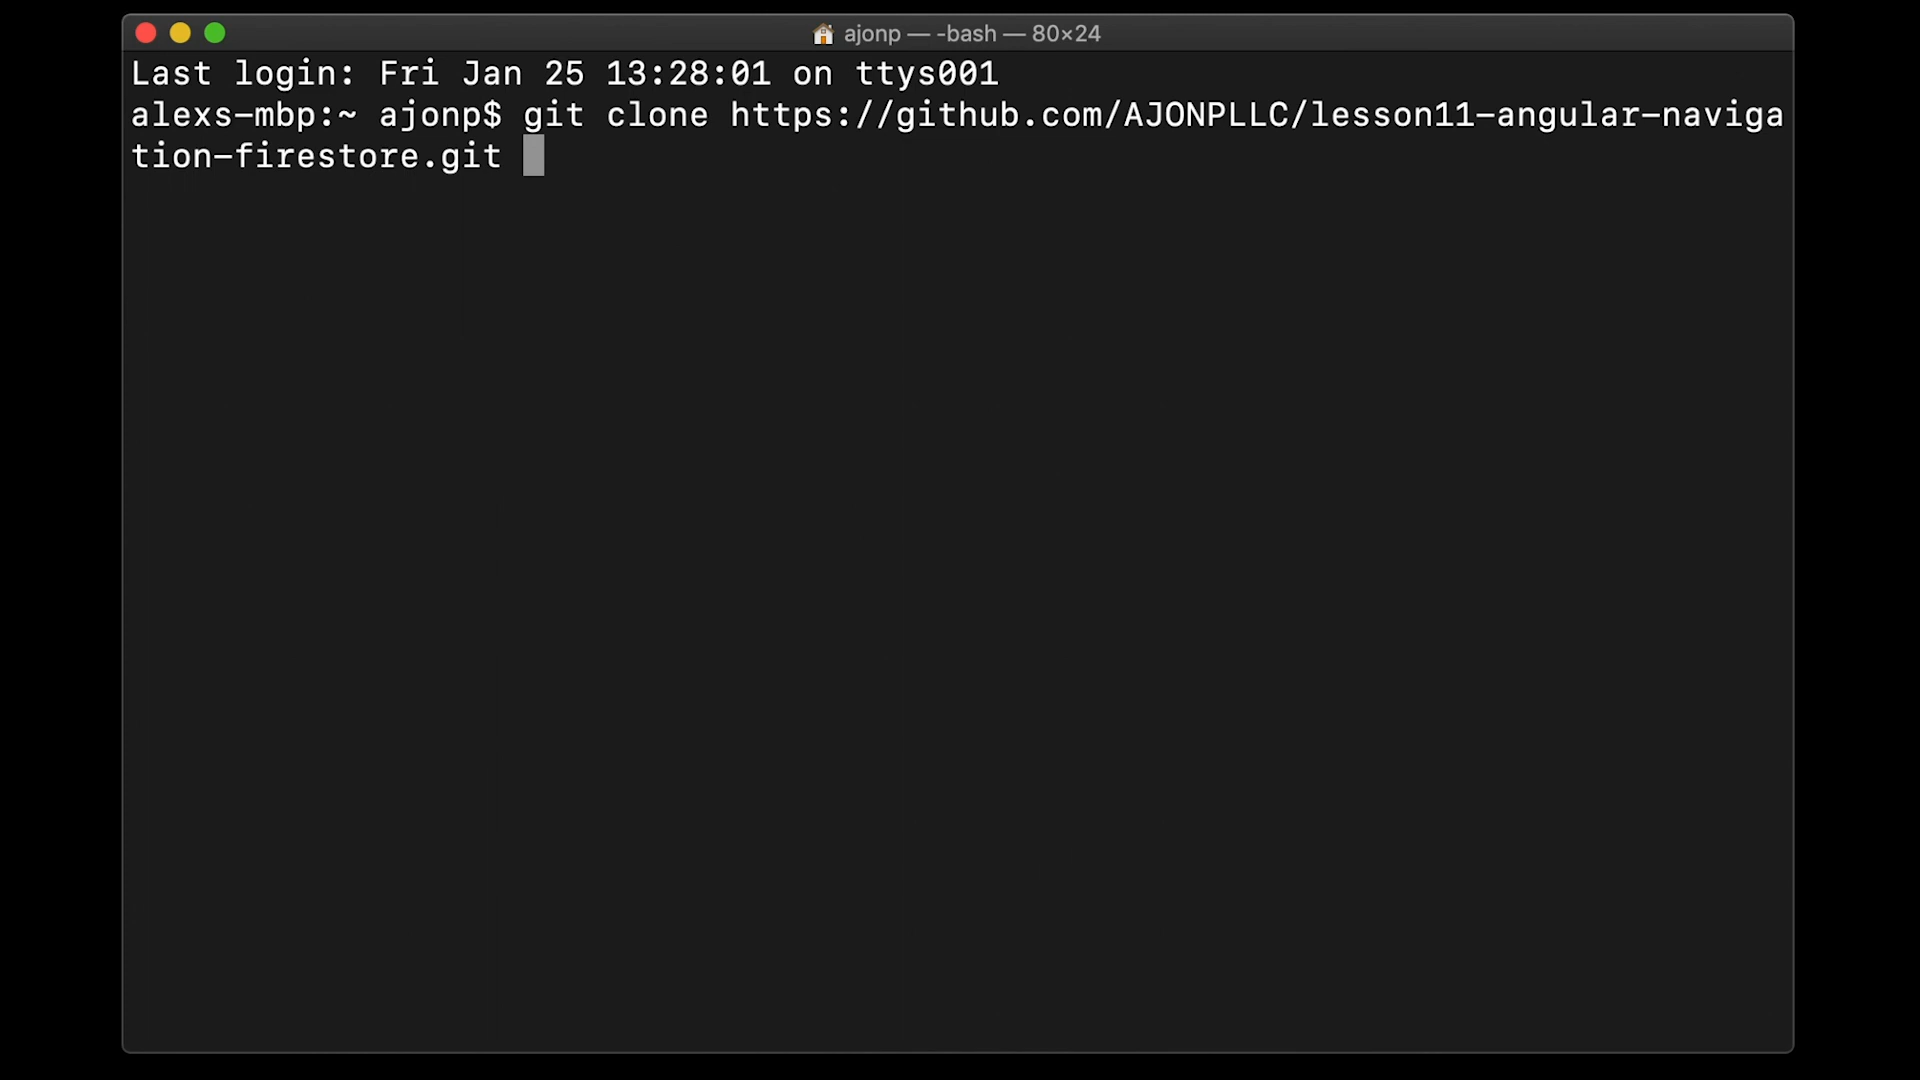 ajonp — -bash — 80×24
Last login: Fri Jan 25 13:28:01 on ttys001
alexs-mbp:~ ajonp$ git clone https://github.com/AJONPLLC/lesson11-angular-naviga
tion-firestore.git